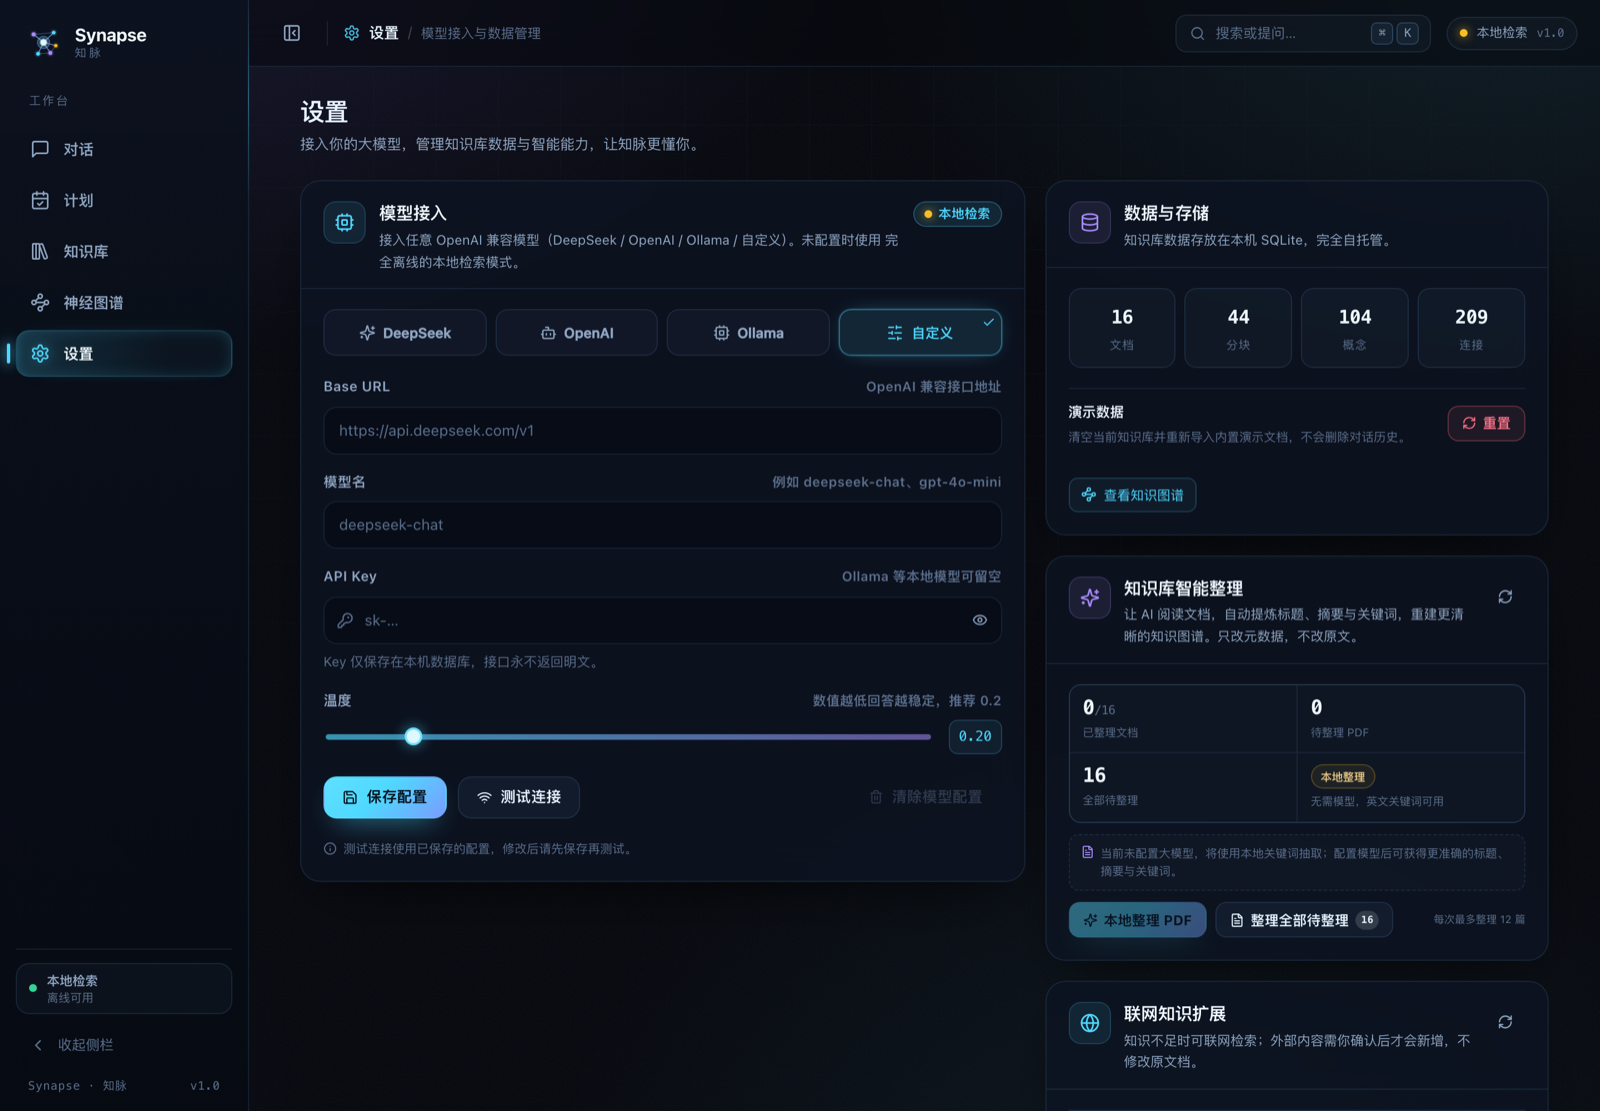 Synapse
知脉
工作台
对话
计划
知识库
神经图谱
设置
本地检索
离线可用
收起侧栏
Synapse · 知脉 v1.0
设置 / 模型接入与数据管理
搜索或提问... ⌘ K
本地检索 v1.0
设置
接入你的大模型，管理知识库数据与智能能力，让知脉更懂你。
模型接入
本地检索
接入任意 OpenAI 兼容模型（DeepSeek / OpenAI / Ollama / 自定义）。未配置时使用 完
全离线的本地检索模式。
DeepSeek OpenAI Ollama 自定义
Base URL OpenAI 兼容接口地址
https://api.deepseek.com/v1
模型名 例如 deepseek-chat、gpt-4o-mini
deepseek-chat
API Key Ollama 等本地模型可留空
sk-...
Key 仅保存在本机数据库，接口永不返回明文。
温度 数值越低回答越稳定，推荐 0.2
0.20
保存配置 测试连接 清除模型配置
测试连接使用已保存的配置，修改后请先保存再测试。
数据与存储
知识库数据存放在本机 SQLite，完全自托管。
16 44 104 209
文档 分块 概念 连接
演示数据
清空当前知识库并重新导入内置演示文档，不会删除对话历史。
重置
查看知识图谱
知识库智能整理
让 AI 阅读文档，自动提炼标题、摘要与关键词，重建更清
晰的知识图谱。只改元数据，不改原文。
0/16 0
已整理文档 待整理 PDF
16 本地整理
全部待整理 无需模型，英文关键词可用
当前未配置大模型，将使用本地关键词抽取；配置模型后可获得更准确的标题、
摘要与关键词。
本地整理 PDF 整理全部待整理 16 每次最多整理 12 篇
联网知识扩展
知识不足时可联网检索；外部内容需你确认后才会新增，不
修改原文档。